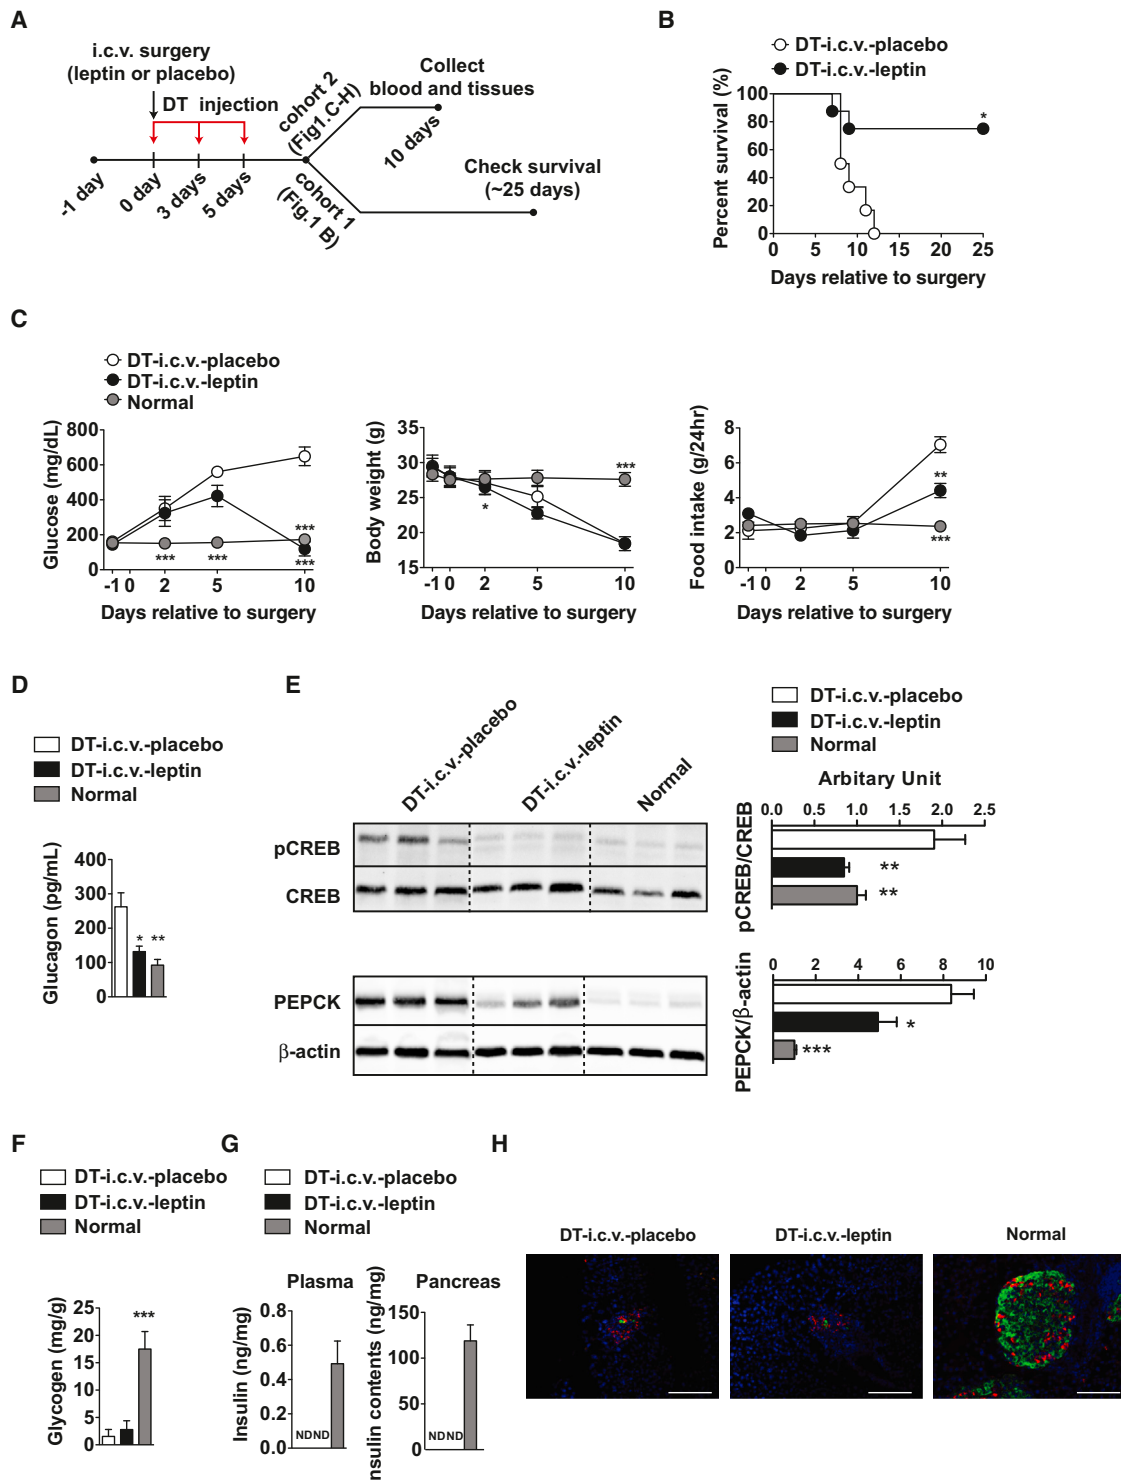 A
i.c.v. surgery
(leptin or placebo)
DT injection
-1 day
0 day
3 days
5 days
cohort 2
(Fig1.C-H)
cohort 1
(Fig.1 B)
Collect
blood and tissues
10 days
Check survival
(~25 days)
B
DT-i.c.v.-placebo
DT-i.c.v.-leptin
Percent survival (%)
100
80
60
40
20
0
*
0 5 10 15 20 25
Days relative to surgery
C
DT-i.c.v.-placebo
DT-i.c.v.-leptin
Normal
Glucose (mg/dL)
800
600
400
200
0
*** *** *** ***
-1 0 2 5 10
Days relative to surgery
Body weight (g)
35
30
25
20
15
* ***
-1 0 2 5 10
Days relative to surgery
Food intake (g/24hr)
8
6
4
2
0
**
***
-1 0 2 5 10
Days relative to surgery
D
DT-i.c.v.-placebo
DT-i.c.v.-leptin
Normal
Glucagon (pg/mL)
400
300
200
100
0
* **
E
DT-i.c.v.-placebo
DT-i.c.v.-leptin
Normal
pCREB
CREB
PEPCK
β-actin
DT-i.c.v.-placebo
DT-i.c.v.-leptin
Normal
Arbitary Unit
0.0 0.5 1.0 1.5 2.0 2.5
pCREB/CREB
**
**
0 2 4 6 8 10
PEPCK/β-actin
*
***
F
DT-i.c.v.-placebo
DT-i.c.v.-leptin
Normal
Glycogen (mg/g)
25
20
15
10
5
0
***
G
DT-i.c.v.-placebo
DT-i.c.v.-leptin
Normal
Plasma
Insulin (ng/mg)
0.8
0.6
0.4
0.2
0.0
NDND
Pancreas
nsulin contents (ng/mg)
150
100
50
0
ND ND
H
DT-i.c.v.-placebo
DT-i.c.v.-leptin
Normal